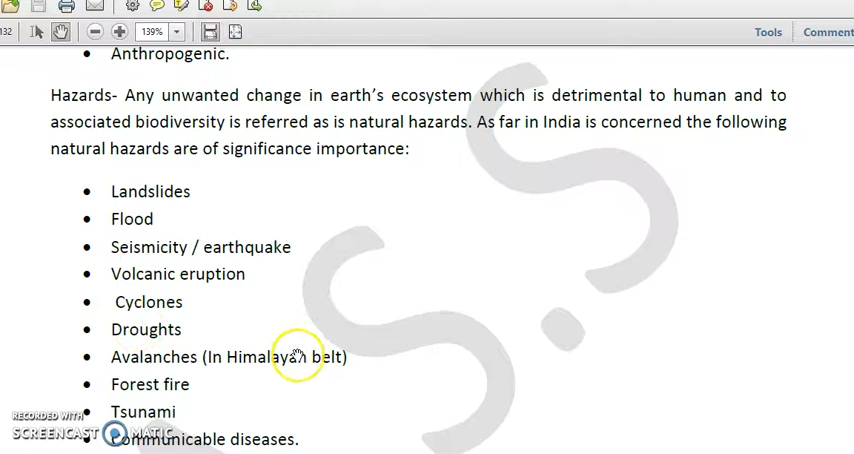 132
139%
Tools
Comment
• Anthropogenic.
Hazards- Any unwanted change in earth's ecosystem which is detrimental to human and to
associated biodiversity is referred as is natural hazards. As far in India is concerned the following
natural hazards are of significance importance:
• Landslides
• Flood
• Seismicity / earthquake
• Volcanic eruption
• Cyclones
• Droughts
• Avalanches (In Himalayan belt)
• Forest fire
• Tsunami
• Communicable diseases.
S.S
RECORDED WITH
SCREENCAST MATIC